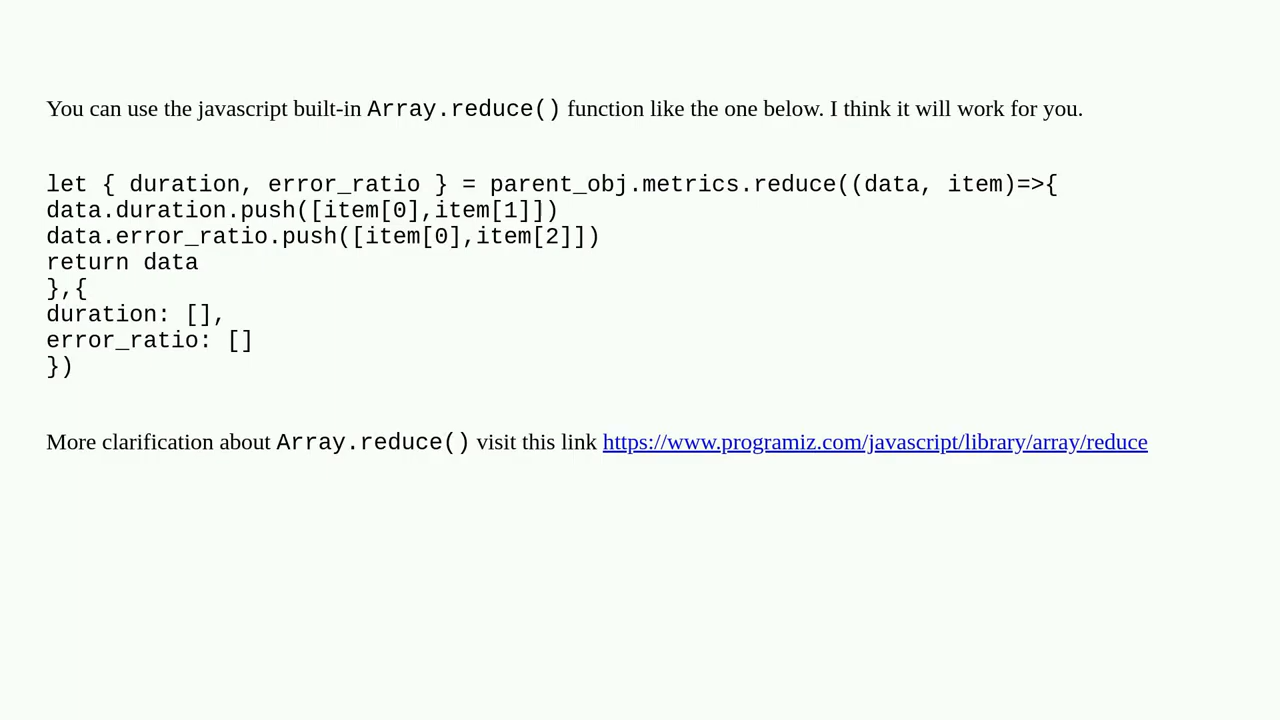 You can use the javascript built-in Array.reduce() function like the one below. I think it will work for you.
let { duration, error_ratio } = parent_obj.metrics.reduce((data, item)=>{
data.duration.push([item[0],item[1]])
data.error_ratio.push([item[0],item[2]])
return data
},{
duration: [],
error_ratio: []
})
More clarification about Array.reduce() visit this link https://www.programiz.com/javascript/library/array/reduce